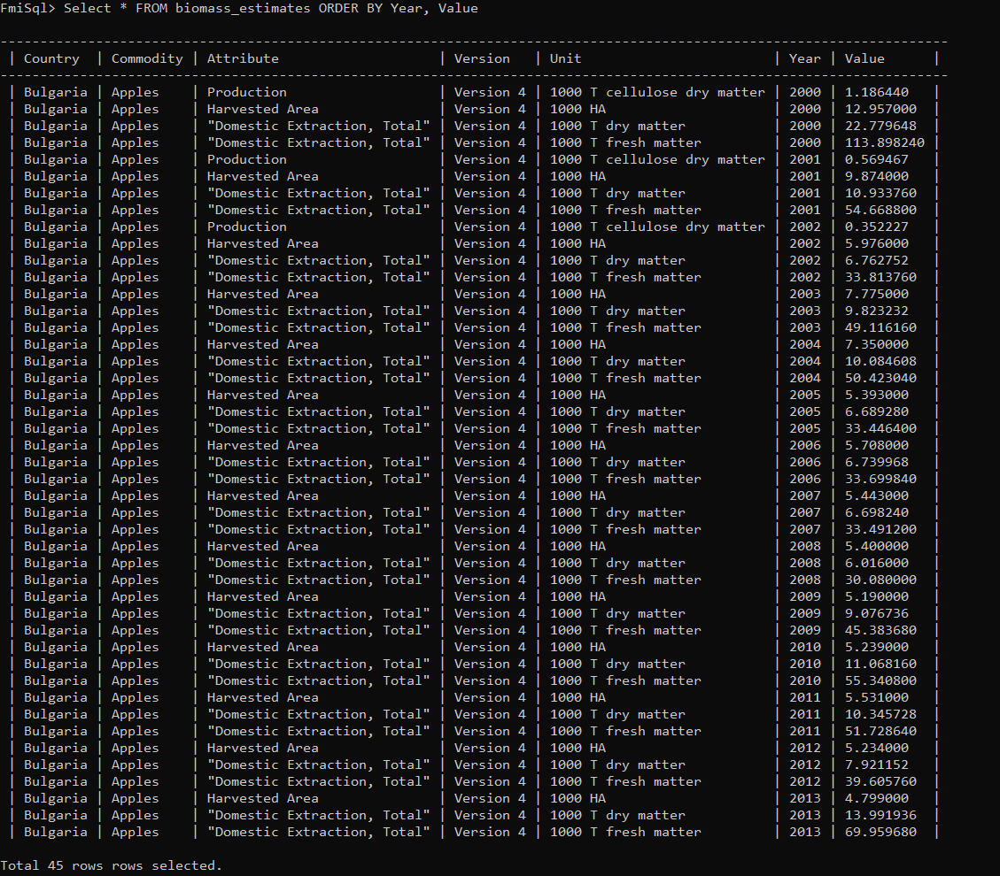 FmiSql> Select * FROM biomass_estimates ORDER BY Year, Value
-----------------------------------------------------------------------------------------------------------------------
| Country  | Commodity | Attribute                    | Version   | Unit                        | Year | Value      |
-----------------------------------------------------------------------------------------------------------------------
| Bulgaria | Apples    | Production                   | Version 4 | 1000 T cellulose dry matter | 2000 | 1.186440   |
| Bulgaria | Apples    | Harvested Area               | Version 4 | 1000 HA                     | 2000 | 12.957000  |
| Bulgaria | Apples    | "Domestic Extraction, Total" | Version 4 | 1000 T dry matter           | 2000 | 22.779648  |
| Bulgaria | Apples    | "Domestic Extraction, Total" | Version 4 | 1000 T fresh matter         | 2000 | 113.898240 |
| Bulgaria | Apples    | Production                   | Version 4 | 1000 T cellulose dry matter | 2001 | 0.569467   |
| Bulgaria | Apples    | Harvested Area               | Version 4 | 1000 HA                     | 2001 | 9.874000   |
| Bulgaria | Apples    | "Domestic Extraction, Total" | Version 4 | 1000 T dry matter           | 2001 | 10.933760  |
| Bulgaria | Apples    | "Domestic Extraction, Total" | Version 4 | 1000 T fresh matter         | 2001 | 54.668800  |
| Bulgaria | Apples    | Production                   | Version 4 | 1000 T cellulose dry matter | 2002 | 0.352227   |
| Bulgaria | Apples    | Harvested Area               | Version 4 | 1000 HA                     | 2002 | 5.976000   |
| Bulgaria | Apples    | "Domestic Extraction, Total" | Version 4 | 1000 T dry matter           | 2002 | 6.762752   |
| Bulgaria | Apples    | "Domestic Extraction, Total" | Version 4 | 1000 T fresh matter         | 2002 | 33.813760  |
| Bulgaria | Apples    | Harvested Area               | Version 4 | 1000 HA                     | 2003 | 7.775000   |
| Bulgaria | Apples    | "Domestic Extraction, Total" | Version 4 | 1000 T dry matter           | 2003 | 9.823232   |
| Bulgaria | Apples    | "Domestic Extraction, Total" | Version 4 | 1000 T fresh matter         | 2003 | 49.116160  |
| Bulgaria | Apples    | Harvested Area               | Version 4 | 1000 HA                     | 2004 | 7.350000   |
| Bulgaria | Apples    | "Domestic Extraction, Total" | Version 4 | 1000 T dry matter           | 2004 | 10.084608  |
| Bulgaria | Apples    | "Domestic Extraction, Total" | Version 4 | 1000 T fresh matter         | 2004 | 50.423040  |
| Bulgaria | Apples    | Harvested Area               | Version 4 | 1000 HA                     | 2005 | 5.393000   |
| Bulgaria | Apples    | "Domestic Extraction, Total" | Version 4 | 1000 T dry matter           | 2005 | 6.689280   |
| Bulgaria | Apples    | "Domestic Extraction, Total" | Version 4 | 1000 T fresh matter         | 2005 | 33.446400  |
| Bulgaria | Apples    | Harvested Area               | Version 4 | 1000 HA                     | 2006 | 5.708000   |
| Bulgaria | Apples    | "Domestic Extraction, Total" | Version 4 | 1000 T dry matter           | 2006 | 6.739968   |
| Bulgaria | Apples    | "Domestic Extraction, Total" | Version 4 | 1000 T fresh matter         | 2006 | 33.699840  |
| Bulgaria | Apples    | Harvested Area               | Version 4 | 1000 HA                     | 2007 | 5.443000   |
| Bulgaria | Apples    | "Domestic Extraction, Total" | Version 4 | 1000 T dry matter           | 2007 | 6.698240   |
| Bulgaria | Apples    | "Domestic Extraction, Total" | Version 4 | 1000 T fresh matter         | 2007 | 33.491200  |
| Bulgaria | Apples    | Harvested Area               | Version 4 | 1000 HA                     | 2008 | 5.400000   |
| Bulgaria | Apples    | "Domestic Extraction, Total" | Version 4 | 1000 T dry matter           | 2008 | 6.016000   |
| Bulgaria | Apples    | "Domestic Extraction, Total" | Version 4 | 1000 T fresh matter         | 2008 | 30.080000  |
| Bulgaria | Apples    | Harvested Area               | Version 4 | 1000 HA                     | 2009 | 5.190000   |
| Bulgaria | Apples    | "Domestic Extraction, Total" | Version 4 | 1000 T dry matter           | 2009 | 9.076736   |
| Bulgaria | Apples    | "Domestic Extraction, Total" | Version 4 | 1000 T fresh matter         | 2009 | 45.383680  |
| Bulgaria | Apples    | Harvested Area               | Version 4 | 1000 HA                     | 2010 | 5.239000   |
| Bulgaria | Apples    | "Domestic Extraction, Total" | Version 4 | 1000 T dry matter           | 2010 | 11.068160  |
| Bulgaria | Apples    | "Domestic Extraction, Total" | Version 4 | 1000 T fresh matter         | 2010 | 55.340800  |
| Bulgaria | Apples    | Harvested Area               | Version 4 | 1000 HA                     | 2011 | 5.531000   |
| Bulgaria | Apples    | "Domestic Extraction, Total" | Version 4 | 1000 T dry matter           | 2011 | 10.345728  |
| Bulgaria | Apples    | "Domestic Extraction, Total" | Version 4 | 1000 T fresh matter         | 2011 | 51.728640  |
| Bulgaria | Apples    | Harvested Area               | Version 4 | 1000 HA                     | 2012 | 5.234000   |
| Bulgaria | Apples    | "Domestic Extraction, Total" | Version 4 | 1000 T dry matter           | 2012 | 7.921152   |
| Bulgaria | Apples    | "Domestic Extraction, Total" | Version 4 | 1000 T fresh matter         | 2012 | 39.605760  |
| Bulgaria | Apples    | Harvested Area               | Version 4 | 1000 HA                     | 2013 | 4.799000   |
| Bulgaria | Apples    | "Domestic Extraction, Total" | Version 4 | 1000 T dry matter           | 2013 | 13.991936  |
| Bulgaria | Apples    | "Domestic Extraction, Total" | Version 4 | 1000 T fresh matter         | 2013 | 69.959680  |
Total 45 rows rows selected.